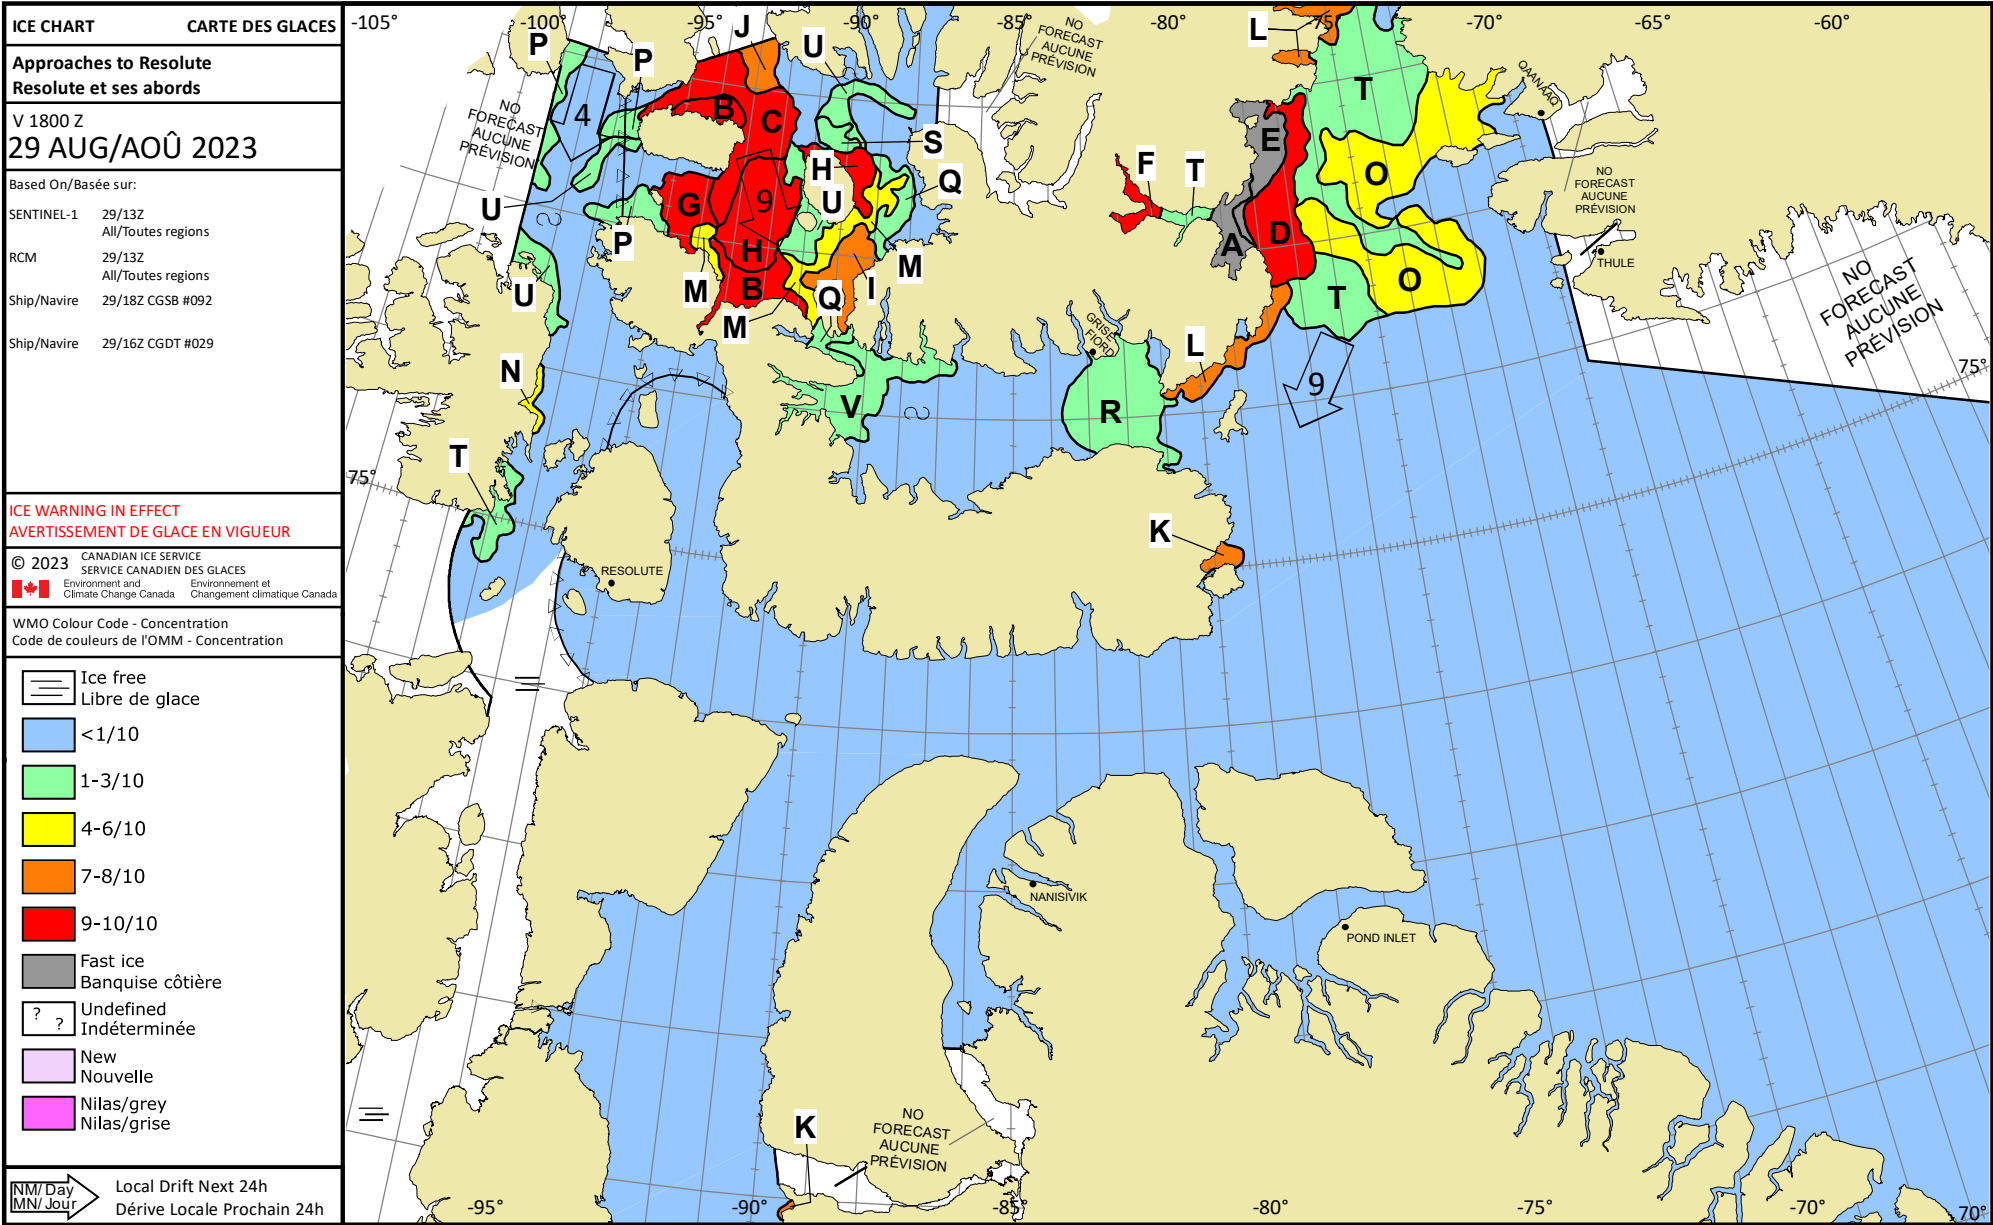 ICE CHART CARTE DES GLACES
Approaches to Resolute
Resolute et ses abords
V 1800 Z
29 AUG/AOÛ 2023
Based On/Basée sur:
SENTINEL-1 29/13Z
All/Toutes regions
RCM 29/13Z
All/Toutes regions
Ship/Navire 29/18Z CGSB #092
Ship/Navire 29/16Z CGDT #029
ICE WARNING IN EFFECT
AVERTISSEMENT DE GLACE EN VIGUEUR
© 2023 CANADIAN ICE SERVICE
SERVICE CANADIEN DES GLACES
Environment and Environnement et
Climate Change Canada Changement climatique Canada
WMO Colour Code - Concentration
Code de couleurs de l'OMM - Concentration
Ice free
Libre de glace
<1/10
1-3/10
4-6/10
7-8/10
9-10/10
Fast ice
Banquise côtière
? ?
Undefined
Indéterminée
New
Nouvelle
Nilas/grey
Nilas/grise
NM/Day
MN/Jour
Local Drift Next 24h
Dérive Locale Prochain 24h
-105° -100° -95° -90° -85° -80° -75° -70° -65° -60°
J
P
P
U
L
NO
FORECAST
AUCUNE
PRÉVISION
NO
FORECAST
AUCUNE
PRÉVISION
4
B
C
T
QAANAAQ
E
S
H
F
T
Q
O
U
G
9
U
P
D
A
H
M
NO
FORECAST
AUCUNE
PRÉVISION
THULE
U
M
B
Q
I
O
T
M
GRISE
FIORD
L
NO
FORECAST
AUCUNE
PRÉVISION
75°
N
9
V
R
T
75°
K
RESOLUTE
NANISIVIK
POND INLET
K
NO
FORECAST
AUCUNE
PRÉVISION
-95° -90° -85° -80° -75° -70° 70°